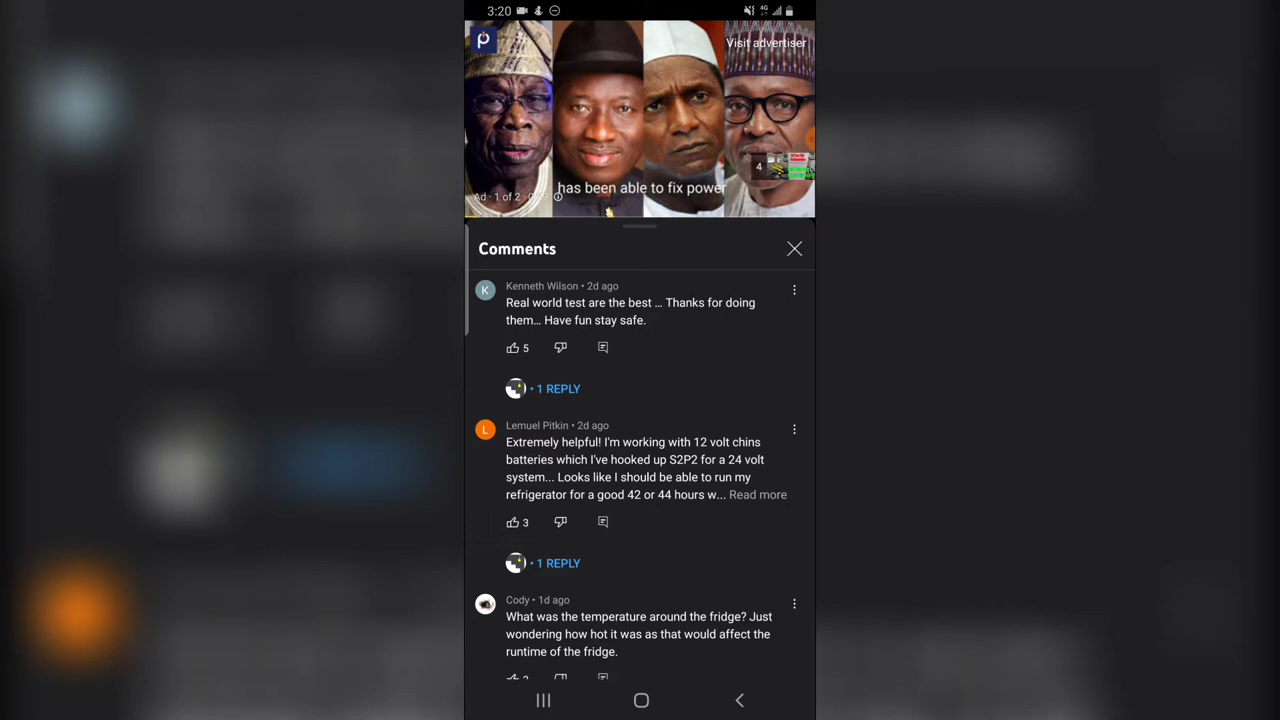 3:20
4G
Visit advertiser
4
has been able to fix power
Ad · 1 of 2 ·
Comments
Kenneth Wilson · 2d ago
Real world test are the best … Thanks for doing
them… Have fun stay safe.
5
• 1 REPLY
Lemuel Pitkin · 2d ago
Extremely helpful! I'm working with 12 volt chins
batteries which I've hooked up S2P2 for a 24 volt
system... Looks like I should be able to run my
refrigerator for a good 42 or 44 hours w... Read more
3
• 1 REPLY
Cody · 1d ago
What was the temperature around the fridge? Just
wondering how hot it was as that would affect the
runtime of the fridge.
K
L